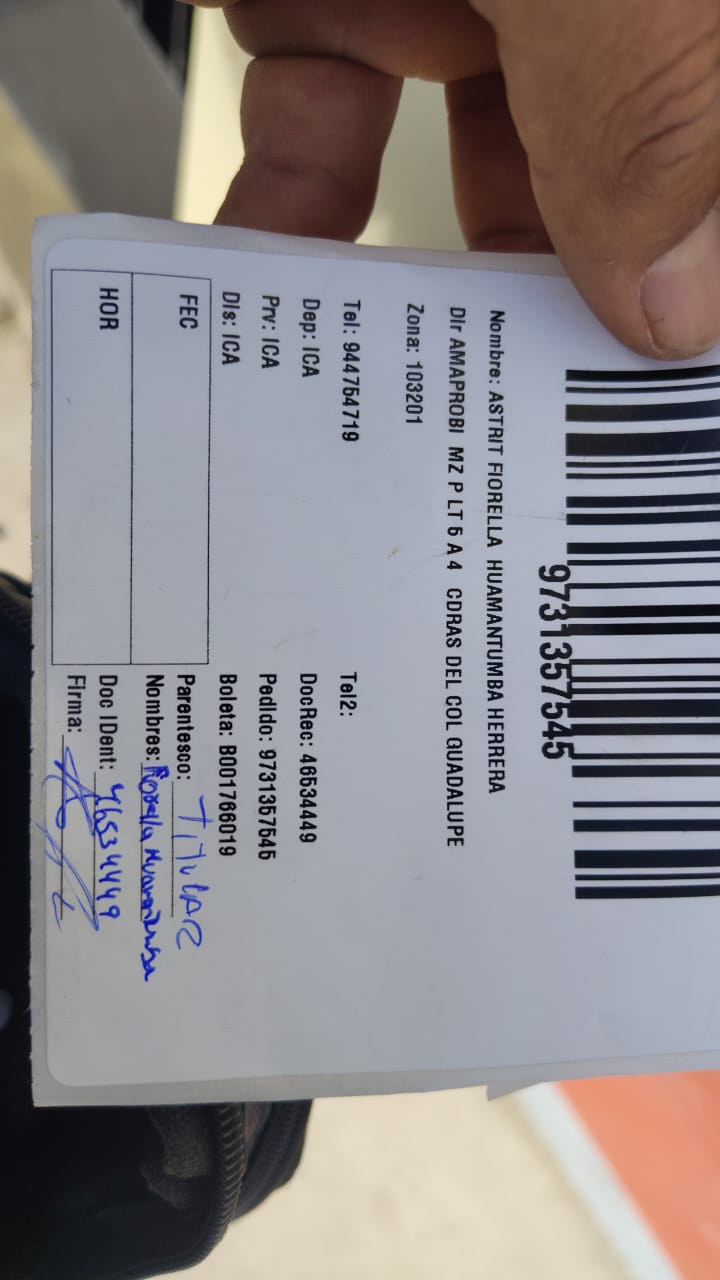 9731357545
Nombre: ASTRIT FIORELLA HUAMANTUMBA HERRERA
Dir AMAPROBI MZ P LT 5 A 4 CDRAS DEL COL GUADALUPE
Zona: 103201
Tel: 944754719 Tel2:
Dep: ICA DocRec: 46534449
Prv: ICA Pedido: 9731357545
Dis: ICA Boleta: B001766019
FEC Parentesco: TITULAR
Nombres: Fiorella Huamantumba
HOR Doc IDent: 46534449
Firma: